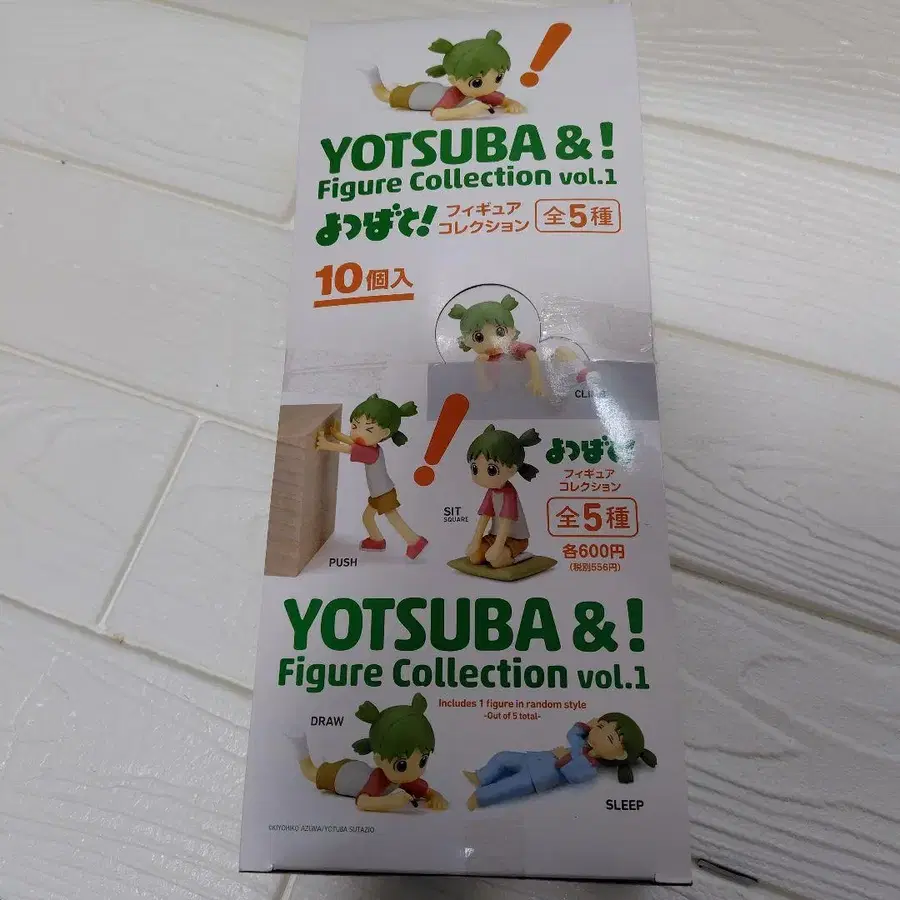 YOTSUBA &!
Figure Collection vol.1
よつばと! フィギュアコレクション 全5種
10個入
PUSH
SIT
SQUARE
よつばと!
フィギュア
コレクション
全5種
各600円
(税別556円)
YOTSUBA &!
Figure Collection vol.1
Includes 1 figure in random style
-Out of 5 total-
DRAW
SLEEP
©KIYOHIKO AZUMA/YOTUBA SUTAZIO